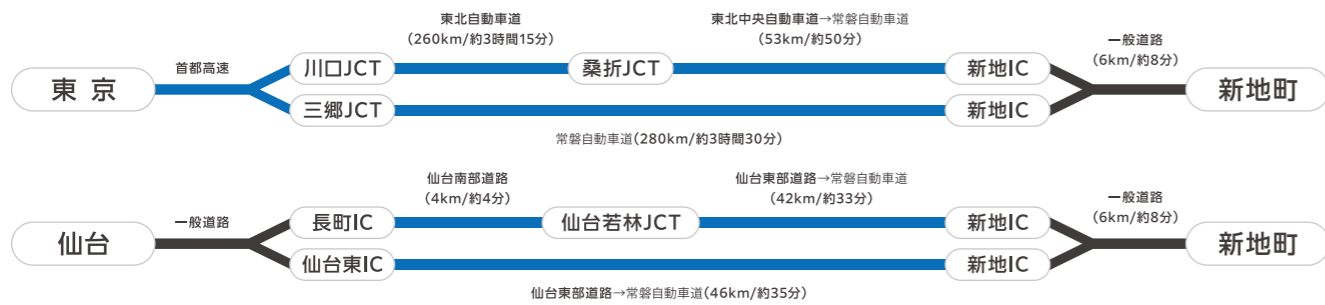 東京
首都高速
川口JCT
東北自動車道
(260km/約3時間15分)
桑折JCT
東北中央自動車道→常磐自動車道
(53km/約50分)
新地IC
三郷JCT
常磐自動車道(280km/約3時間30分)
新地IC
一般道路
(6km/約8分)
新地町
仙台
一般道路
長町IC
仙台南部道路
(4km/約4分)
仙台若林JCT
仙台東部道路→常磐自動車道
(42km/約33分)
新地IC
仙台東IC
仙台東部道路→常磐自動車道(46km/約35分)
新地IC
一般道路
(6km/約8分)
新地町